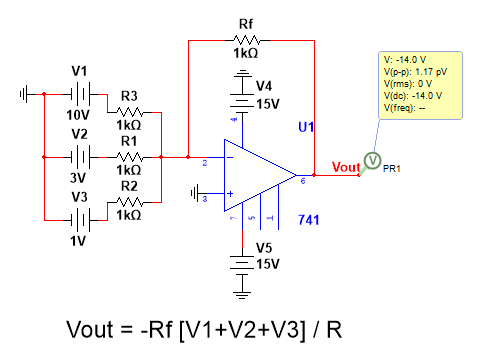 Rf
1kΩ
V: -14.0 V
V(p-p): 1.17 pV
V(rms): 0 V
V(dc): -14.0 V
V(freq): --
V1
10V
R3
1kΩ
V4
15V
4
U1
V2
3V
R1
1kΩ
2
6
Vout
V
PR1
V3
1V
R2
1kΩ
3
7
5
1
741
V5
15V
Vout = -Rf [V1+V2+V3] / R